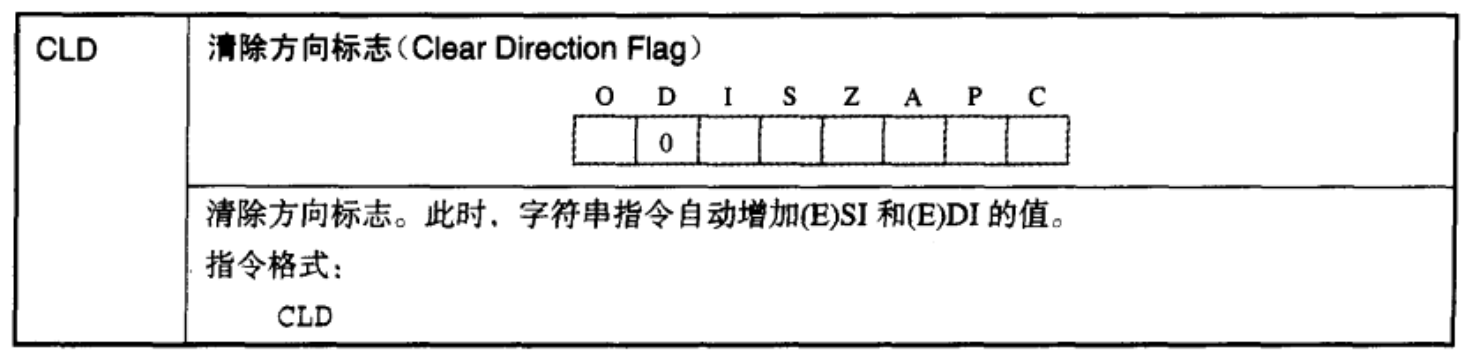 CLD
清除方向标志（Clear Direction Flag）
O D I S Z A P C
0
清除方向标志。此时，字符串指令自动增加(E)SI 和(E)DI 的值。
指令格式：
CLD